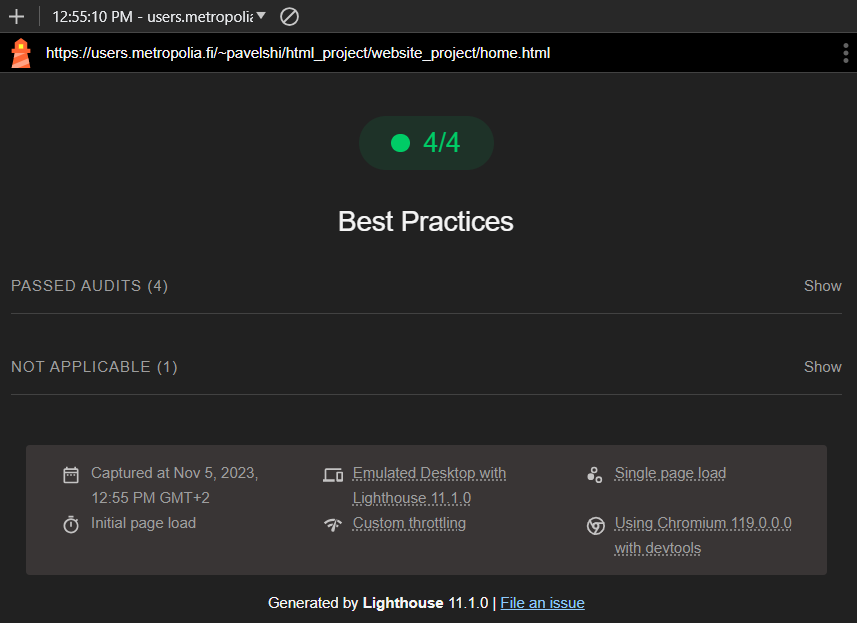 12:55:10 PM - users.metropolia
https://users.metropolia.fi/~pavelshi/html_project/website_project/home.html
4/4
Best Practices
PASSED AUDITS (4) Show
NOT APPLICABLE (1) Show
Captured at Nov 5, 2023,
12:55 PM GMT+2
Emulated Desktop with
Lighthouse 11.1.0
Single page load
Initial page load
Custom throttling
Using Chromium 119.0.0.0
with devtools
Generated by Lighthouse 11.1.0 | File an issue